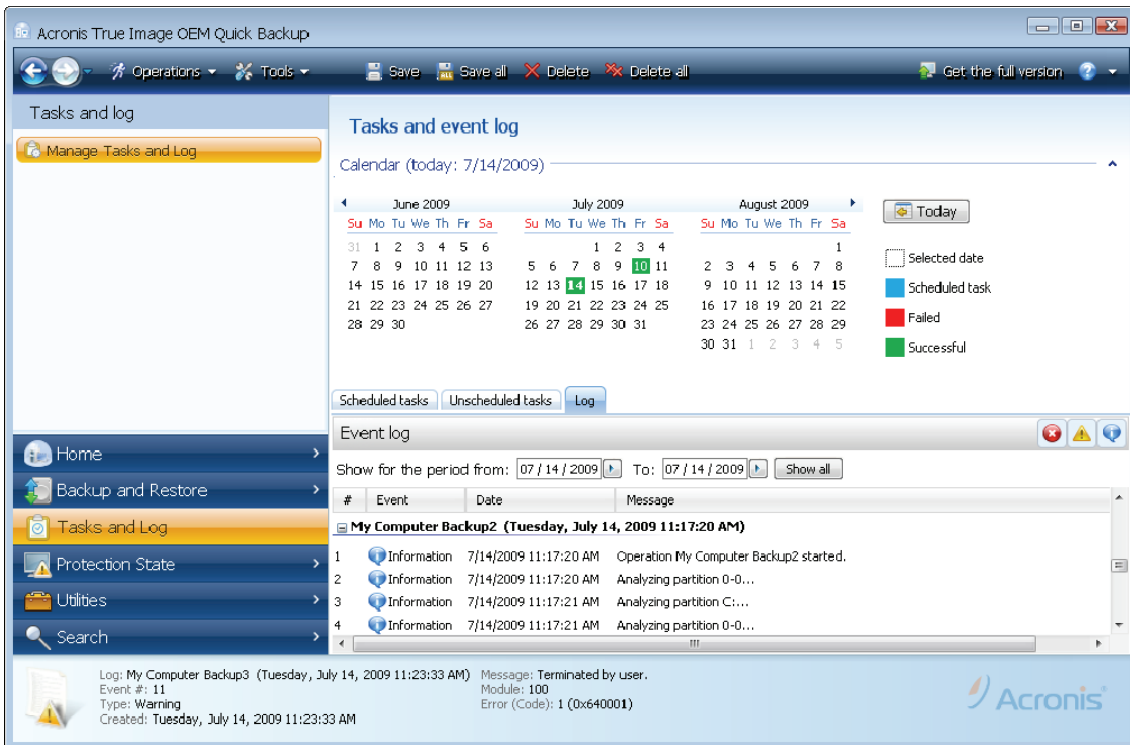 Acronis True Image OEM Quick Backup
Operations Tools Save Save all Delete Delete all Get the full version
Tasks and log
Manage Tasks and Log
Tasks and event log
Calendar (today: 7/14/2009)
June 2009 July 2009 August 2009
Today
Su Mo Tu We Th Fr Sa Su Mo Tu We Th Fr Sa Su Mo Tu We Th Fr Sa
31 1 2 3 4 5 6 1 2 3 4 1
7 8 9 10 11 12 13 5 6 7 8 9 10 11 2 3 4 5 6 7 8
14 15 16 17 18 19 20 12 13 14 15 16 17 18 9 10 11 12 13 14 15
21 22 23 24 25 26 27 19 20 21 22 23 24 25 16 17 18 19 20 21 22
28 29 30 26 27 28 29 30 31 23 24 25 26 27 28 29
30 31 1 2 3 4 5
Selected date
Scheduled task
Failed
Successful
Scheduled tasks Unscheduled tasks Log
Event log
Show for the period from: 07 / 14 / 2009 To: 07 / 14 / 2009 Show all
# Event Date Message
My Computer Backup2 (Tuesday, July 14, 2009 11:17:20 AM)
1 Information 7/14/2009 11:17:20 AM Operation My Computer Backup2 started.
2 Information 7/14/2009 11:17:20 AM Analyzing partition 0-0...
3 Information 7/14/2009 11:17:21 AM Analyzing partition C:...
4 Information 7/14/2009 11:17:21 AM Analyzing partition 0-0...
Home
Backup and Restore
Tasks and Log
Protection State
Utilities
Search
Log: My Computer Backup3 (Tuesday, July 14, 2009 11:23:33 AM)
Event #: 11
Type: Warning
Created: Tuesday, July 14, 2009 11:23:33 AM
Message: Terminated by user.
Module: 100
Error (Code): 1 (0x640001)
Acronis